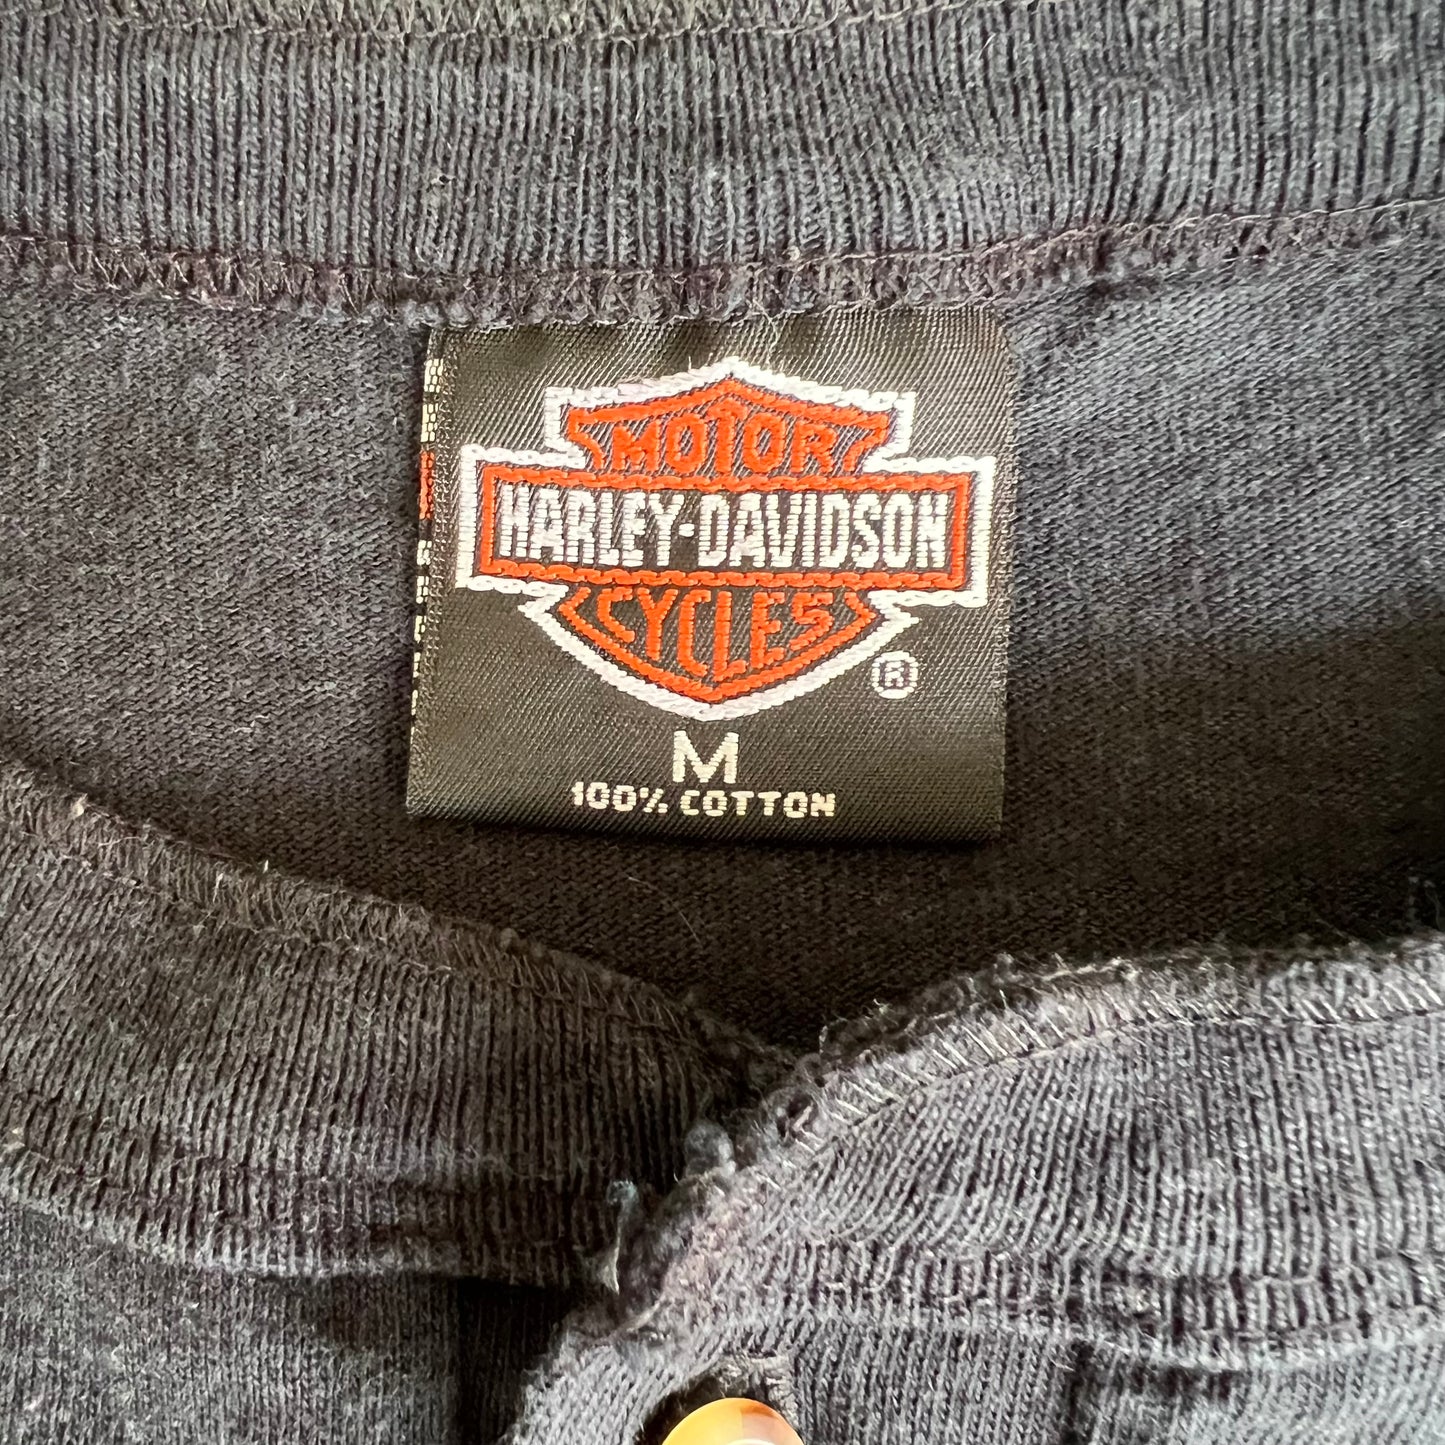 MOTOR
HARLEY-DAVIDSON
CYCLES
®
M
100% COTTON